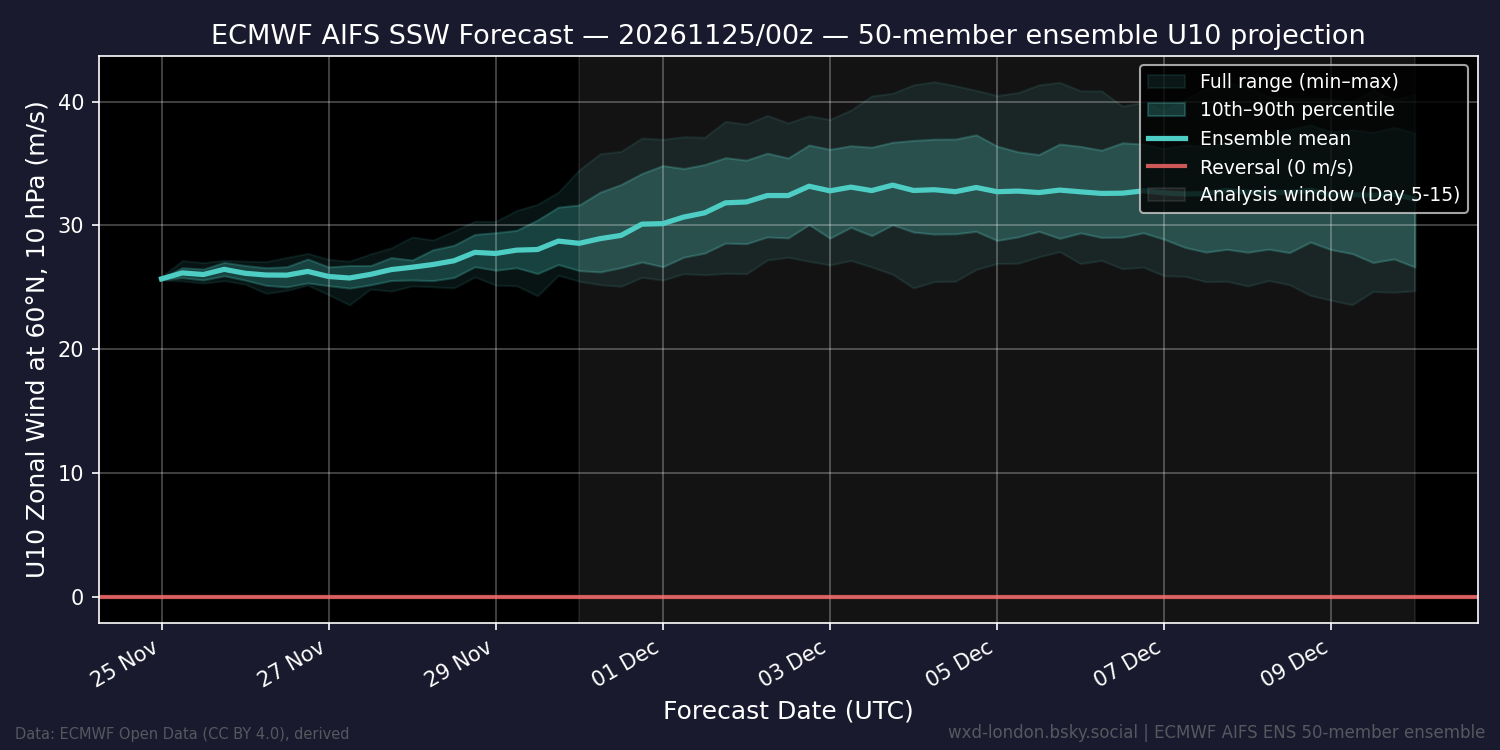 ECMWF AIFS SSW Forecast — 20261125/00z — 50-member ensemble U10 projection
U10 Zonal Wind at 60°N, 10 hPa (m/s)
40
30
20
10
0
Full range (min–max)
10th–90th percentile
Ensemble mean
Reversal (0 m/s)
Analysis window (Day 5-15)
25 Nov
27 Nov
29 Nov
01 Dec
03 Dec
05 Dec
07 Dec
09 Dec
Forecast Date (UTC)
Data: ECMWF Open Data (CC BY 4.0), derived
wxd-london.bsky.social | ECMWF AIFS ENS 50-member ensemble